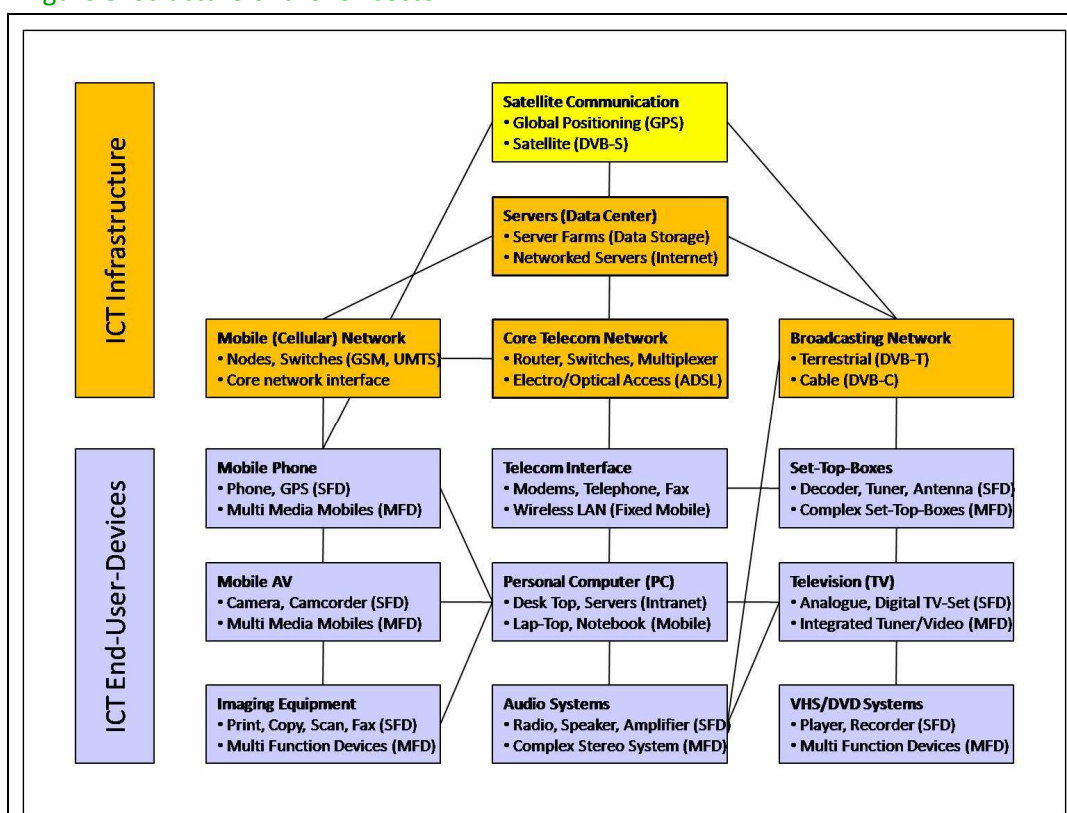 ICT Infrastructure
Satellite Communication
• Global Positioning (GPS)
• Satellite (DVB-S)
Servers (Data Center)
• Server Farms (Data Storage)
• Networked Servers (Internet)
Mobile (Cellular) Network
• Nodes, Switches (GSM, UMTS)
• Core network interface
Core Telecom Network
• Router, Switches, Multiplexer
• Electro/Optical Access (ADSL)
Broadcasting Network
• Terrestrial (DVB-T)
• Cable (DVB-C)
ICT End-User-Devices
Mobile Phone
• Phone, GPS (SFD)
• Multi Media Mobiles (MFD)
Telecom Interface
• Modems, Telephone, Fax
• Wireless LAN (Fixed Mobile)
Set-Top-Boxes
• Decoder, Tuner, Antenna (SFD)
• Complex Set-Top-Boxes (MFD)
Mobile AV
• Camera, Camcorder (SFD)
• Multi Media Mobiles (MFD)
Personal Computer (PC)
• Desk Top, Servers (Intranet)
• Lap-Top, Notebook (Mobile)
Television (TV)
• Analogue, Digital TV-Set (SFD)
• Integrated Tuner/Video (MFD)
Imaging Equipment
• Print, Copy, Scan, Fax (SFD)
• Multi Function Devices (MFD)
Audio Systems
• Radio, Speaker, Amplifier (SFD)
• Complex Stereo System (MFD)
VHS/DVD Systems
• Player, Recorder (SFD)
• Multi Function Devices (MFD)